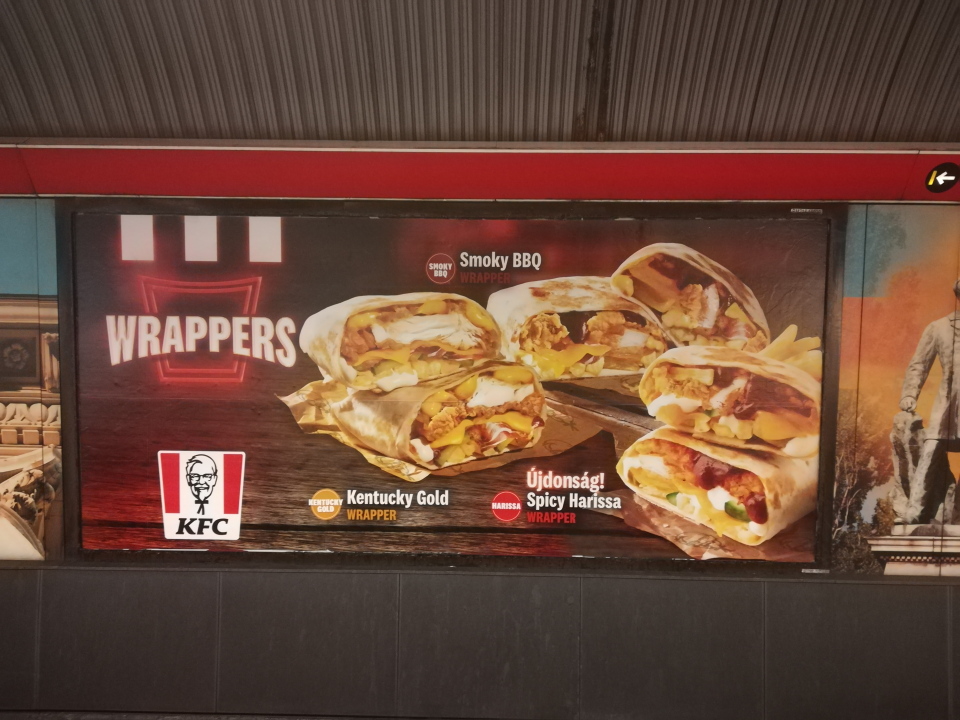 WRAPPERS
SMOKY
BBQ
Smoky BBQ
WRAPPER
KFC
KENTUCKY
GOLD
Kentucky Gold
WRAPPER
HARISSA
Újdonság!
Spicy Harissa
WRAPPER